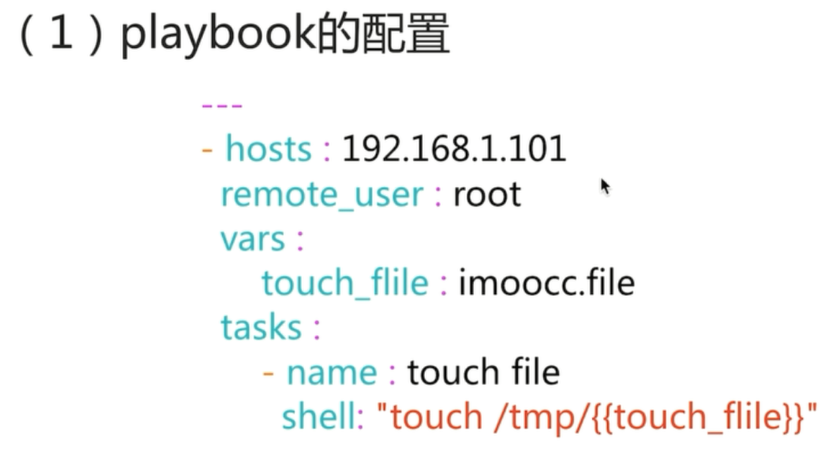 （1）playbook的配置
---
- hosts : 192.168.1.101
remote_user : root
vars :
touch_flile : imoocc.file
tasks :
- name : touch file
shell: "touch /tmp/{{touch_flile}}"